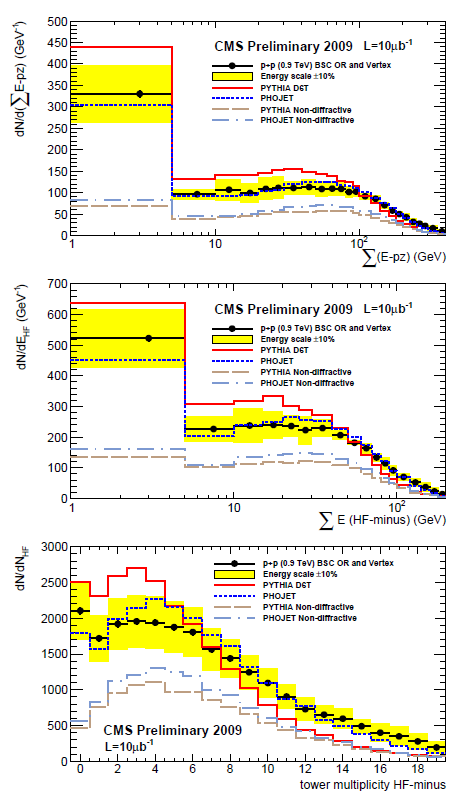 dN/d(∑E-pz) (GeV⁻¹)
500
450
400
350
300
250
200
150
100
50
0
CMS Preliminary 2009 L=10μb⁻¹
p+p (0.9 TeV) BSC OR and Vertex
Energy scale ±10%
PYTHIA D6T
PHOJET
PYTHIA Non-diffractive
PHOJET Non-diffractive
1 10 10²
∑(E-pz) (GeV)
dN/dE_HF (GeV⁻¹)
700
600
500
400
300
200
100
0
CMS Preliminary 2009 L=10μb⁻¹
p+p (0.9 TeV) BSC OR and Vertex
Energy scale ±10%
PYTHIA D6T
PHOJET
PYTHIA Non-diffractive
PHOJET Non-diffractive
1 10 10²
∑ E (HF-minus) (GeV)
dN/dN_HF
3000
2500
2000
1500
1000
500
0
p+p (0.9 TeV) BSC OR and Vertex
Energy scale ±10%
PYTHIA D6T
PHOJET
PYTHIA Non-diffractive
PHOJET Non-diffractive
CMS Preliminary 2009
L=10μb⁻¹
0 2 4 6 8 10 12 14 16 18
tower multiplicity HF-minus